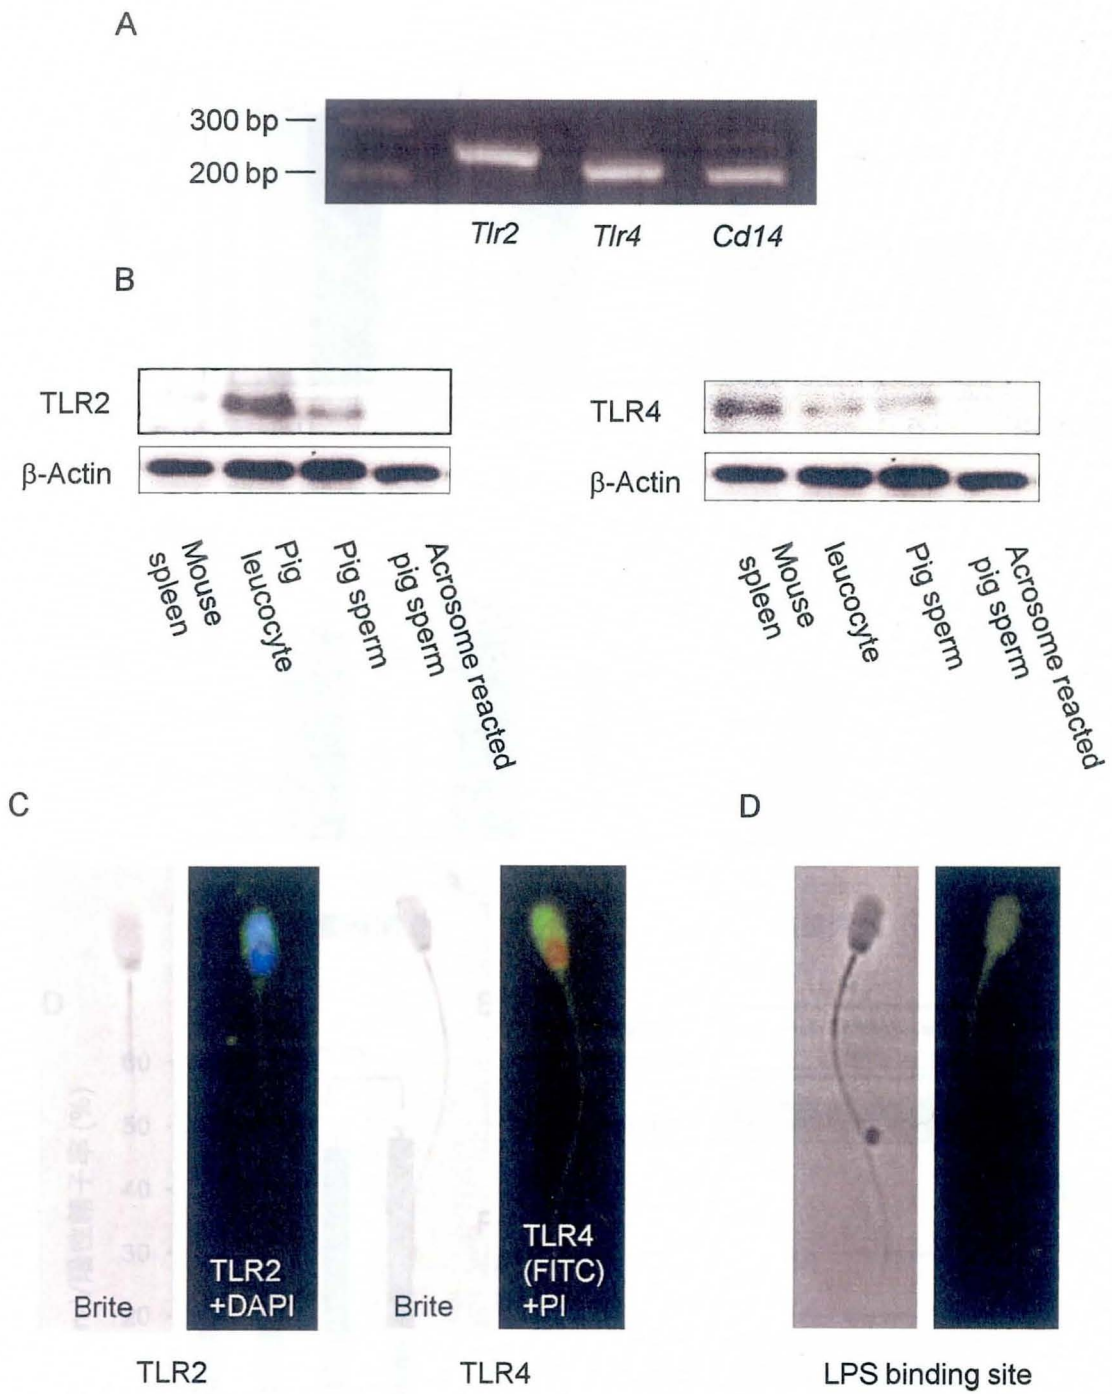 A
300 bp
200 bp
Tlr2 Tlr4 Cd14
B
TLR2
β-Actin
Mouse spleen
Pig leucocyte
Pig sperm
Acrosome reacted pig sperm
TLR4
β-Actin
Mouse spleen
leucocyte
Pig sperm
Acrosome reacted pig sperm
C
D
Brite
TLR2
+DAPI
Brite
TLR4
(FITC)
+PI
TLR2
TLR4
LPS binding site